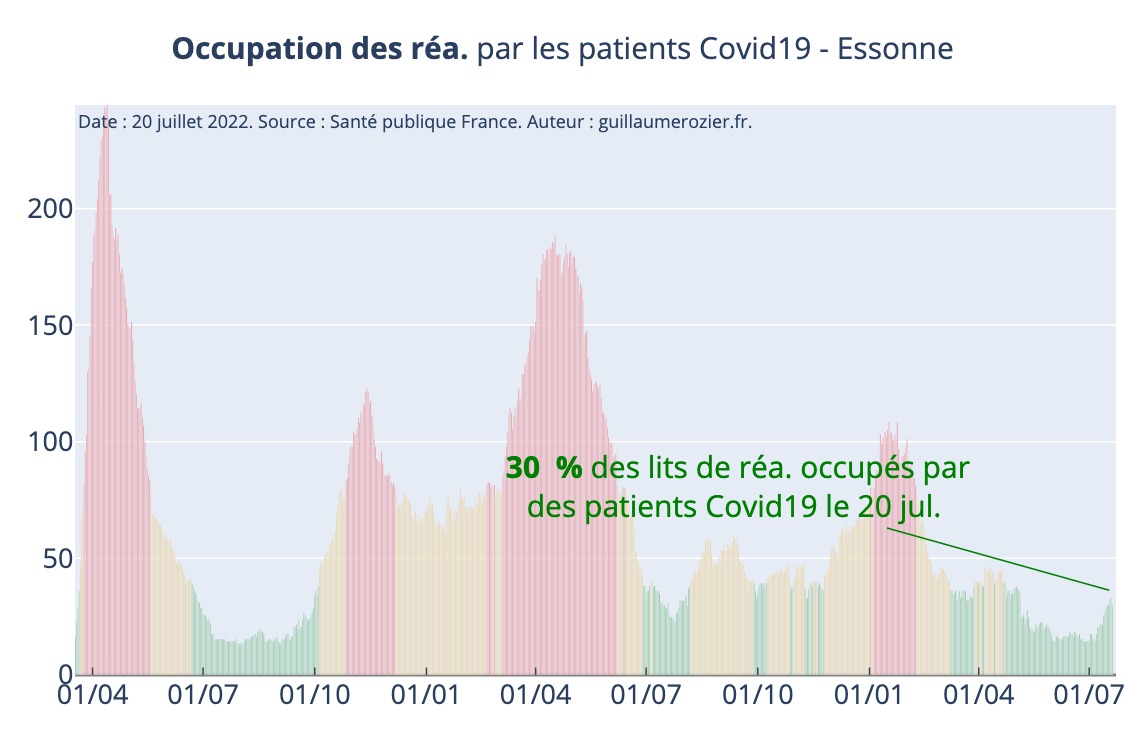 Occupation des réa. par les patients Covid19 - Essonne
Date : 20 juillet 2022. Source : Santé publique France. Auteur : guillaumerozier.fr.
200
150
100
50
0
30 % des lits de réa. occupés par
des patients Covid19 le 20 jul.
01/04 01/07 01/10 01/01 01/04 01/07 01/10 01/01 01/04 01/07